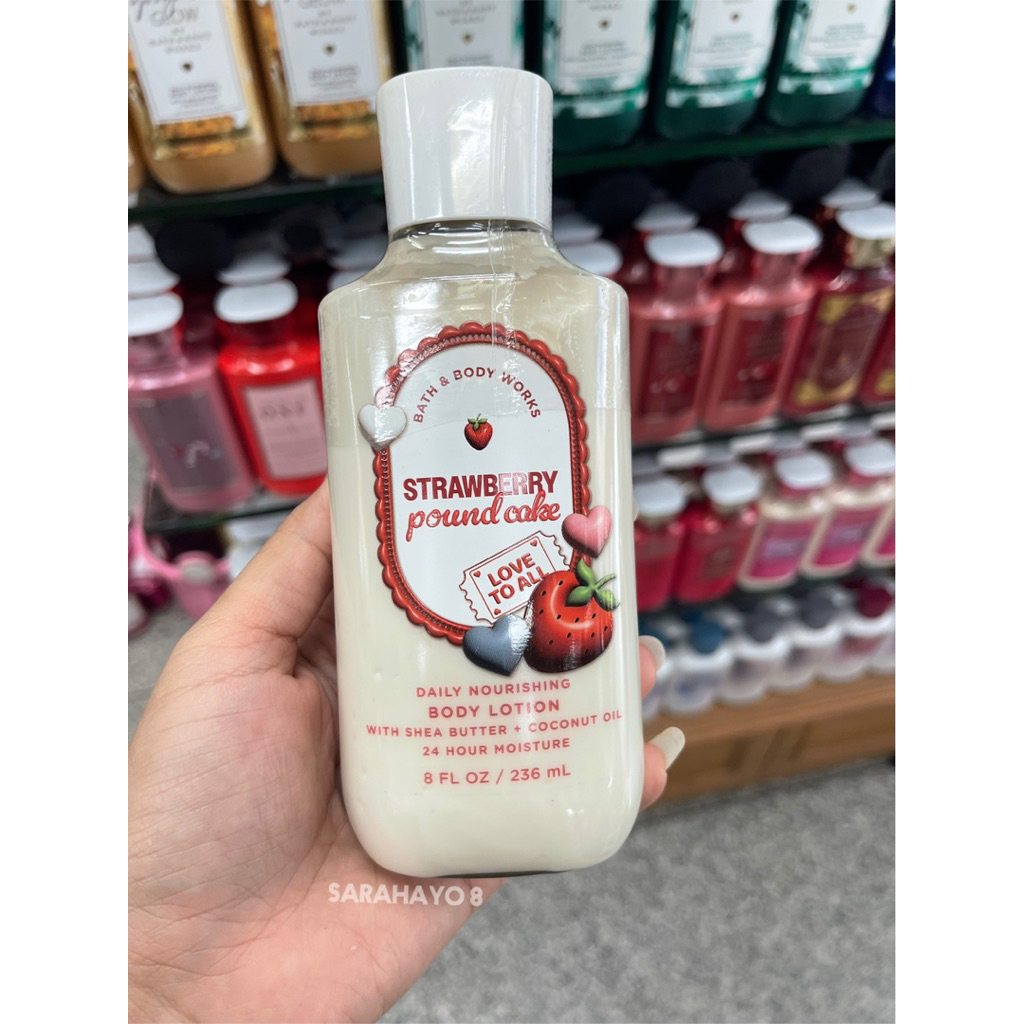 BATH & BODY WORKS
STRAWBERRY
pound cake
LOVE
TO ALL
DAILY NOURISHING
BODY LOTION
WITH SHEA BUTTER + COCONUT OIL
24 HOUR MOISTURE
8 FL OZ / 236 mL
SARAHAYO 8